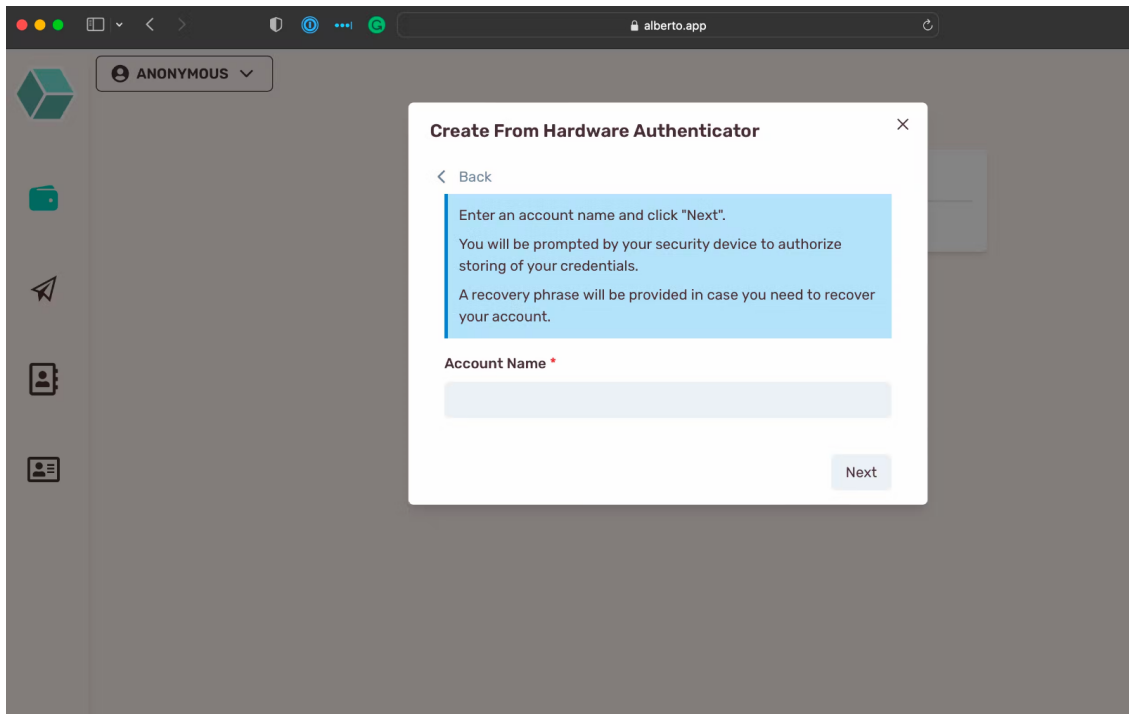 alberto.app
ANONYMOUS
Create From Hardware Authenticator
Back
Enter an account name and click "Next".
You will be prompted by your security device to authorize
storing of your credentials.
A recovery phrase will be provided in case you need to recover
your account.
Account Name *
Next